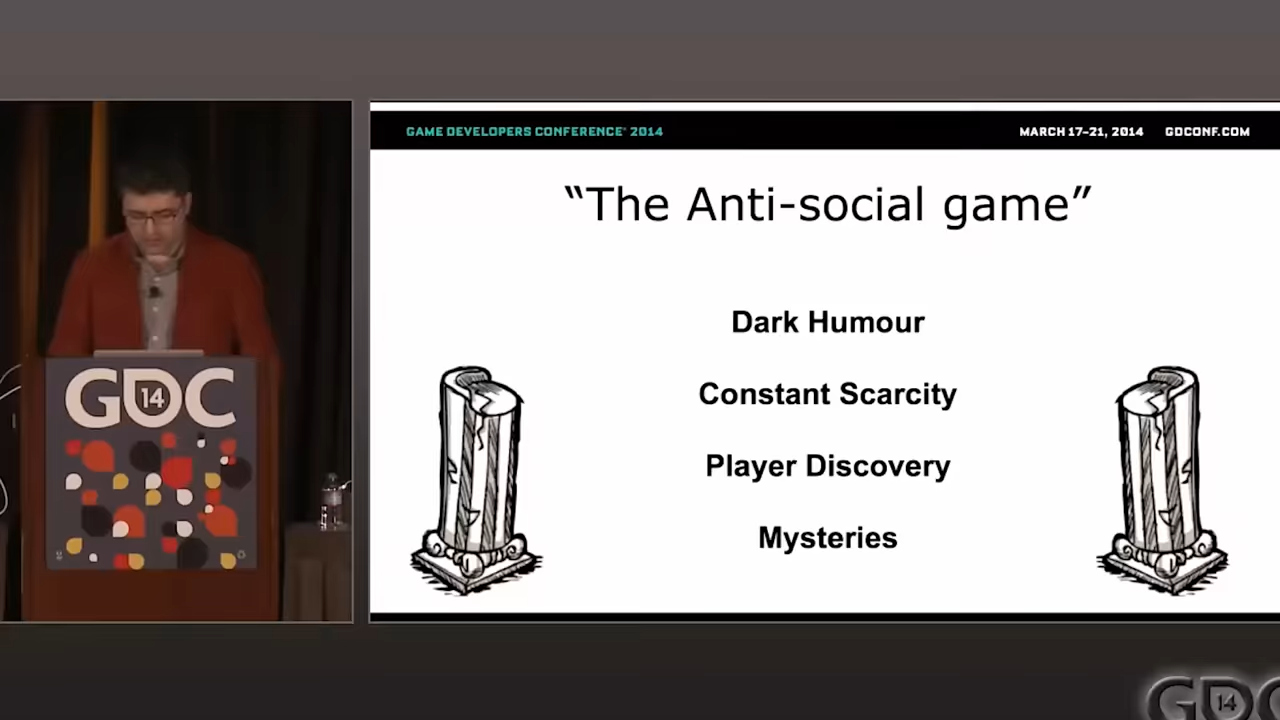 GAME DEVELOPERS CONFERENCE® 2014
MARCH 17–21, 2014 GDCONF.COM
“The Anti-social game”
Dark Humour
Constant Scarcity
Player Discovery
Mysteries
GDC
14
GDC
14